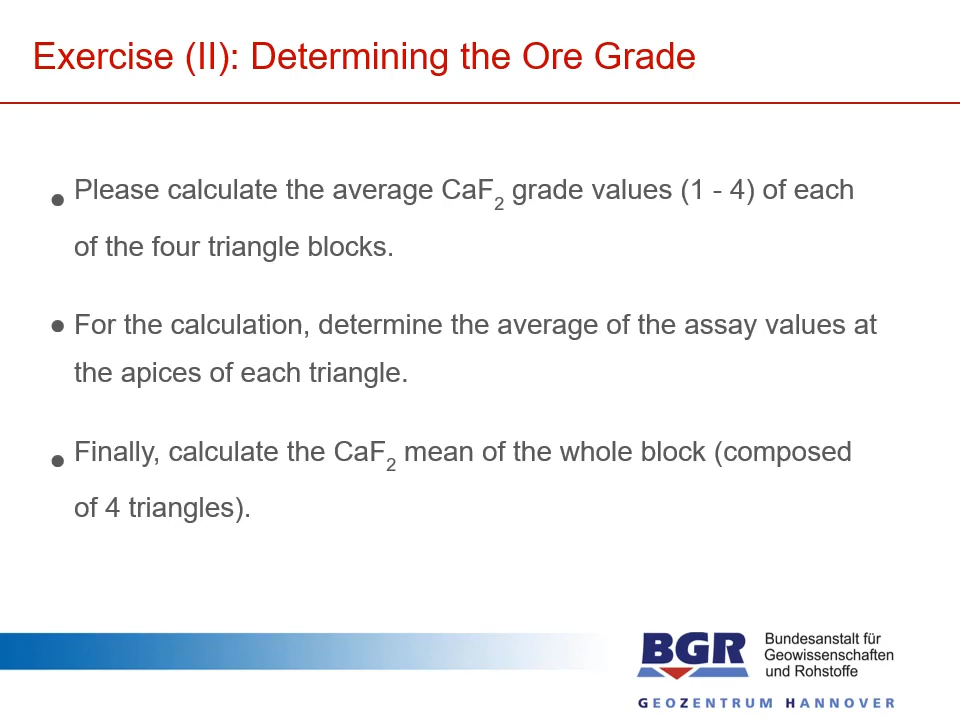 Exercise (II): Determining the Ore Grade
• Please calculate the average CaF2 grade values (1 - 4) of each
of the four triangle blocks.
• For the calculation, determine the average of the assay values at
the apices of each triangle.
• Finally, calculate the CaF2 mean of the whole block (composed
of 4 triangles).
BGR
Bundesanstalt für
Geowissenschaften
und Rohstoffe
GEOZENTRUM HANNOVER